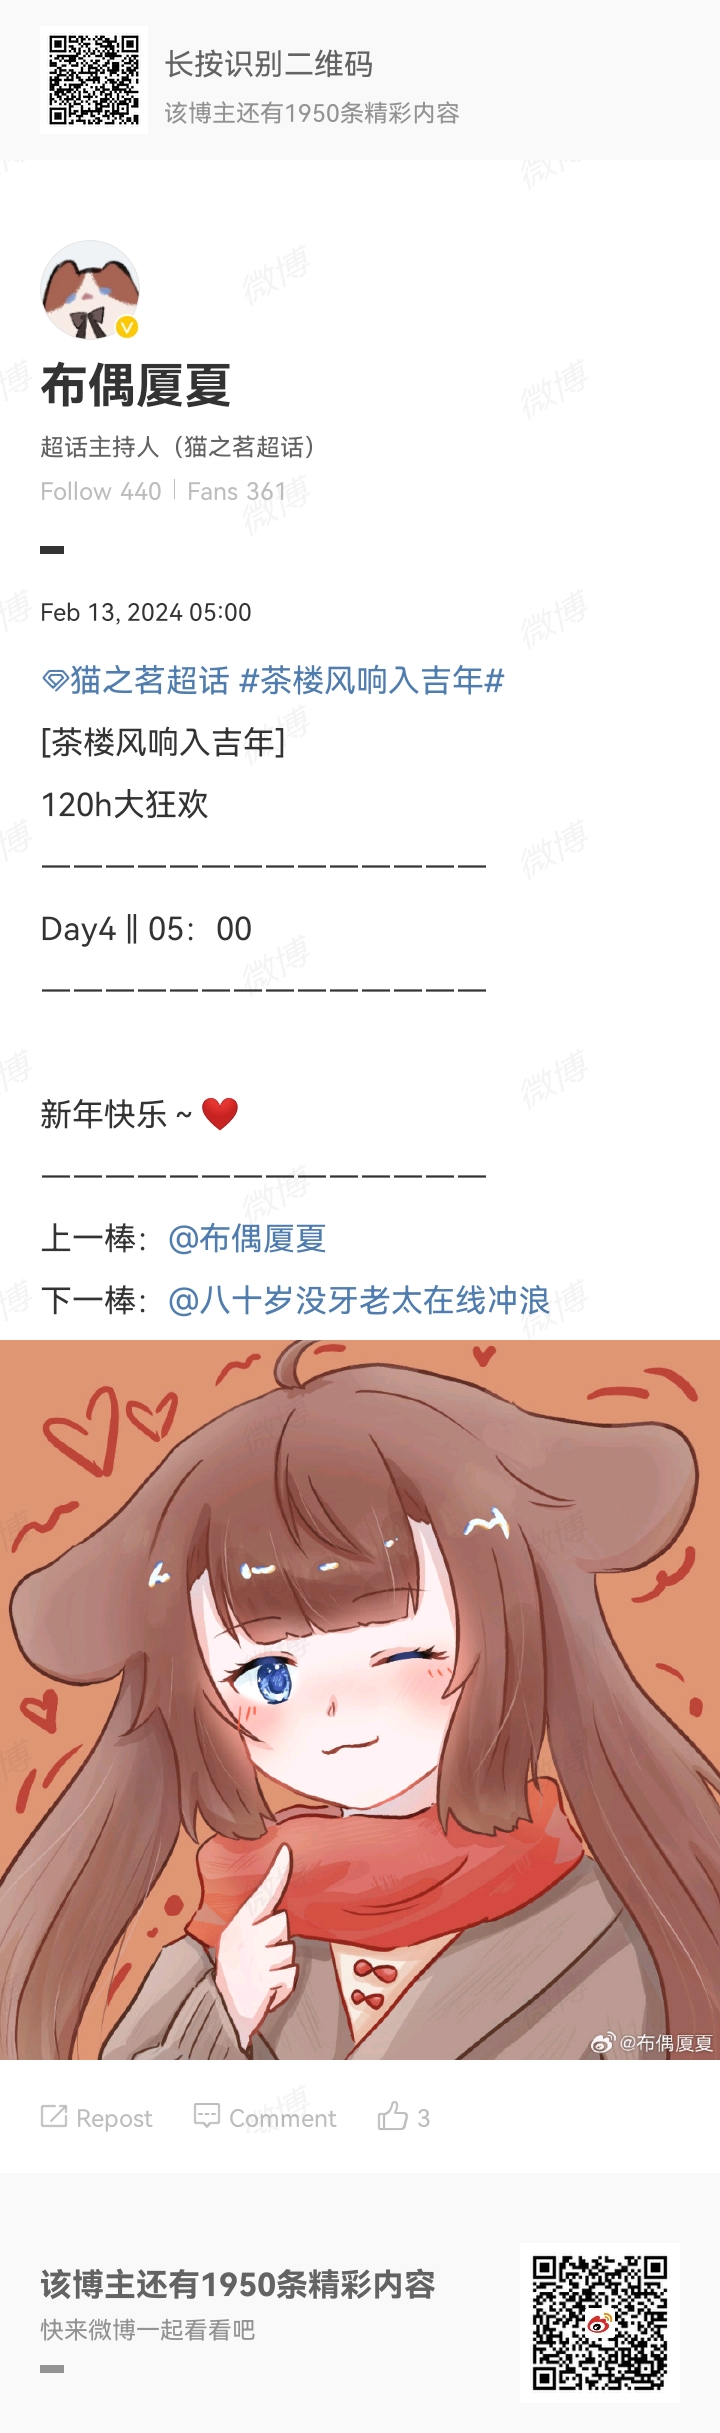 长按识别二维码
该博主还有1950条精彩内容
布偶厦夏
超话主持人（猫之茗超话）
Follow 440 | Fans 361
Feb 13, 2024 05:00
猫之茗超话 #茶楼风响入吉年#
[茶楼风响入吉年]
120h大狂欢
——————————————
Day4 || 05：00
——————————————
新年快乐 ~ ❤️
——————————————
上一棒：@布偶厦夏
下一棒：@八十岁没牙老太在线冲浪
@布偶厦夏
Repost Comment 3
该博主还有1950条精彩内容
快来微博一起看看吧
微博